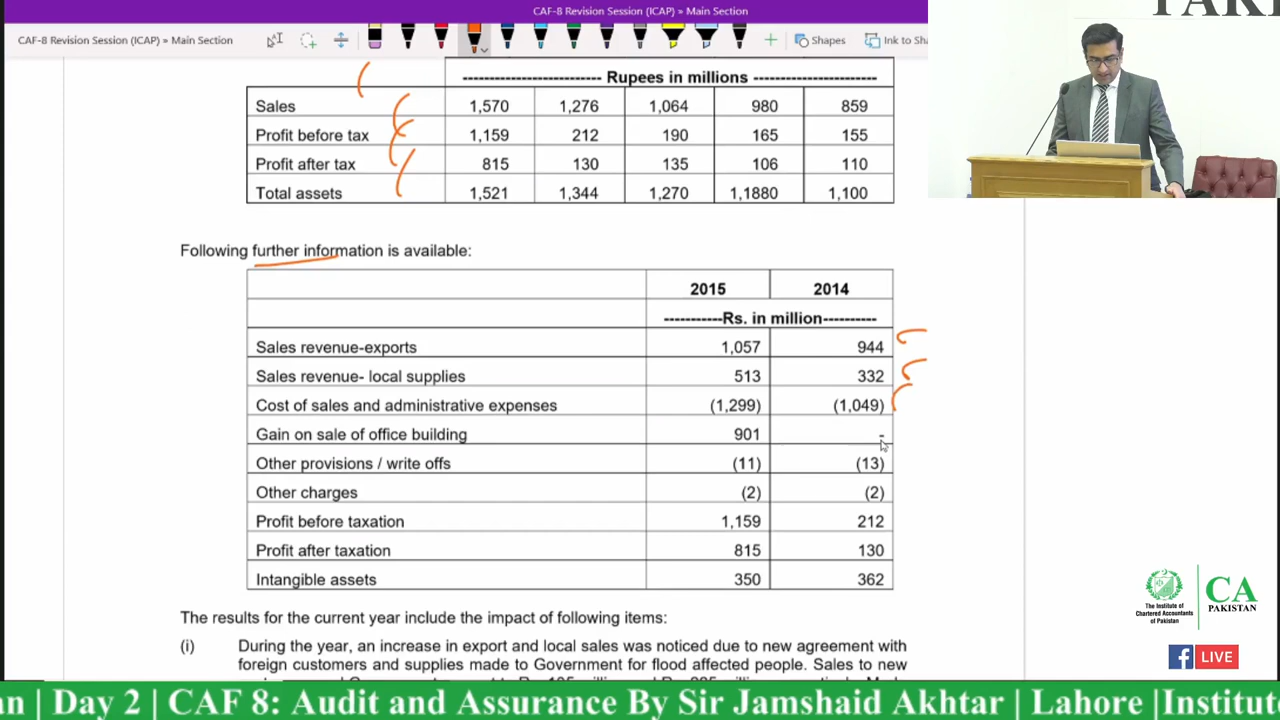 CAF-8 Revision Session (ICAP) » Main Section
CAF-8 Revision Session (ICAP) » Main Section
Shapes
Ink to Sha
Rupees in millions
Sales 1,570 1,276 1,064 980 859
Profit before tax 1,159 212 190 165 155
Profit after tax 815 130 135 106 110
Total assets 1,521 1,344 1,270 1,1880 1,100
Following further information is available:
2015 2014
-----------Rs. in million----------
Sales revenue-exports 1,057 944
Sales revenue- local supplies 513 332
Cost of sales and administrative expenses (1,299) (1,049)
Gain on sale of office building 901 -
Other provisions / write offs (11) (13)
Other charges (2) (2)
Profit before taxation 1,159 212
Profit after taxation 815 130
Intangible assets 350 362
The results for the current year include the impact of following items:
(i) During the year, an increase in export and local sales was noticed due to new agreement with
foreign customers and supplies made to Government for flood affected people. Sales to new
The Institute of
Chartered Accountants
of Pakistan
CA
PAKISTAN
f LIVE
an | Day 2 | CAF 8: Audit and Assurance By Sir Jamshaid Akhtar | Lahore |Institut